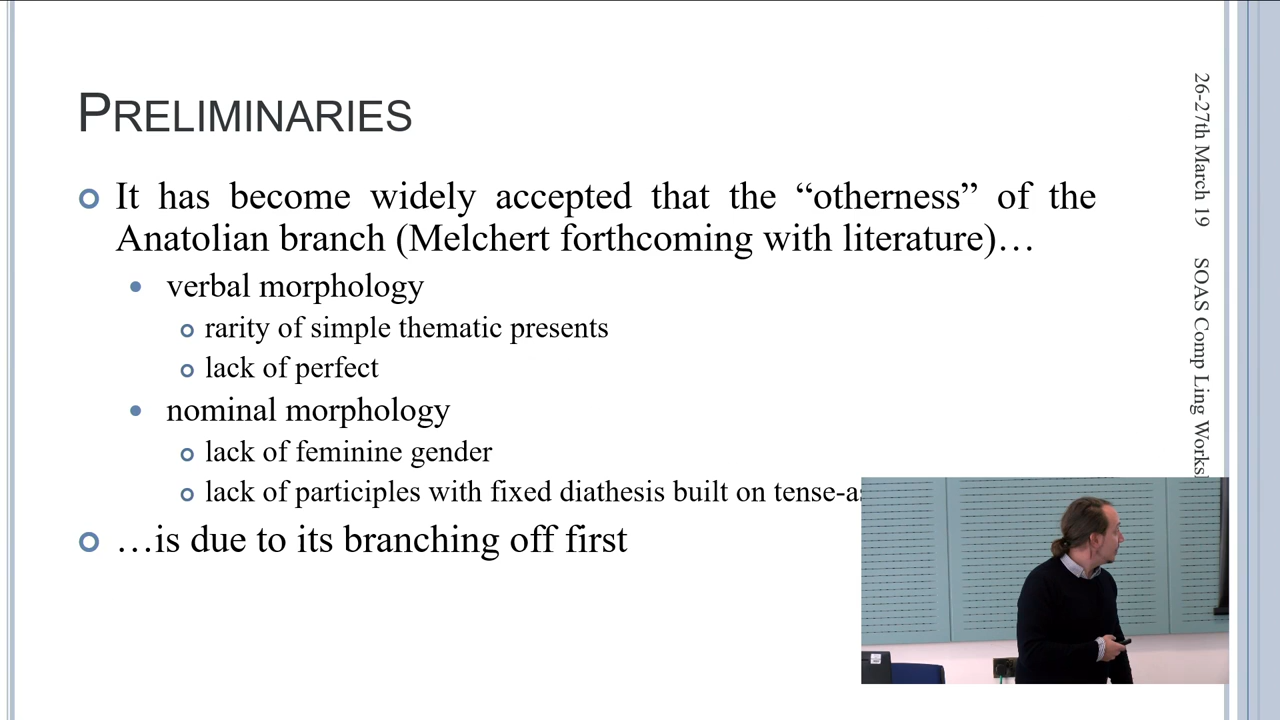 PRELIMINARIES
It has become widely accepted that the “otherness” of the
Anatolian branch (Melchert forthcoming with literature)…
verbal morphology
rarity of simple thematic presents
lack of perfect
nominal morphology
lack of feminine gender
lack of participles with fixed diathesis built on
…is due to its branching off first
26-27th March 19 SOAS Comp Ling